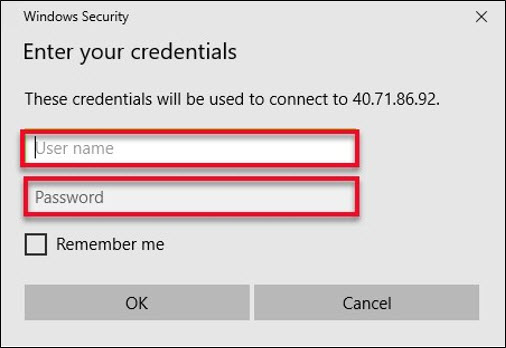 Windows Security
Enter your credentials
These credentials will be used to connect to 40.71.86.92.
User name
Password
Remember me
OK
Cancel